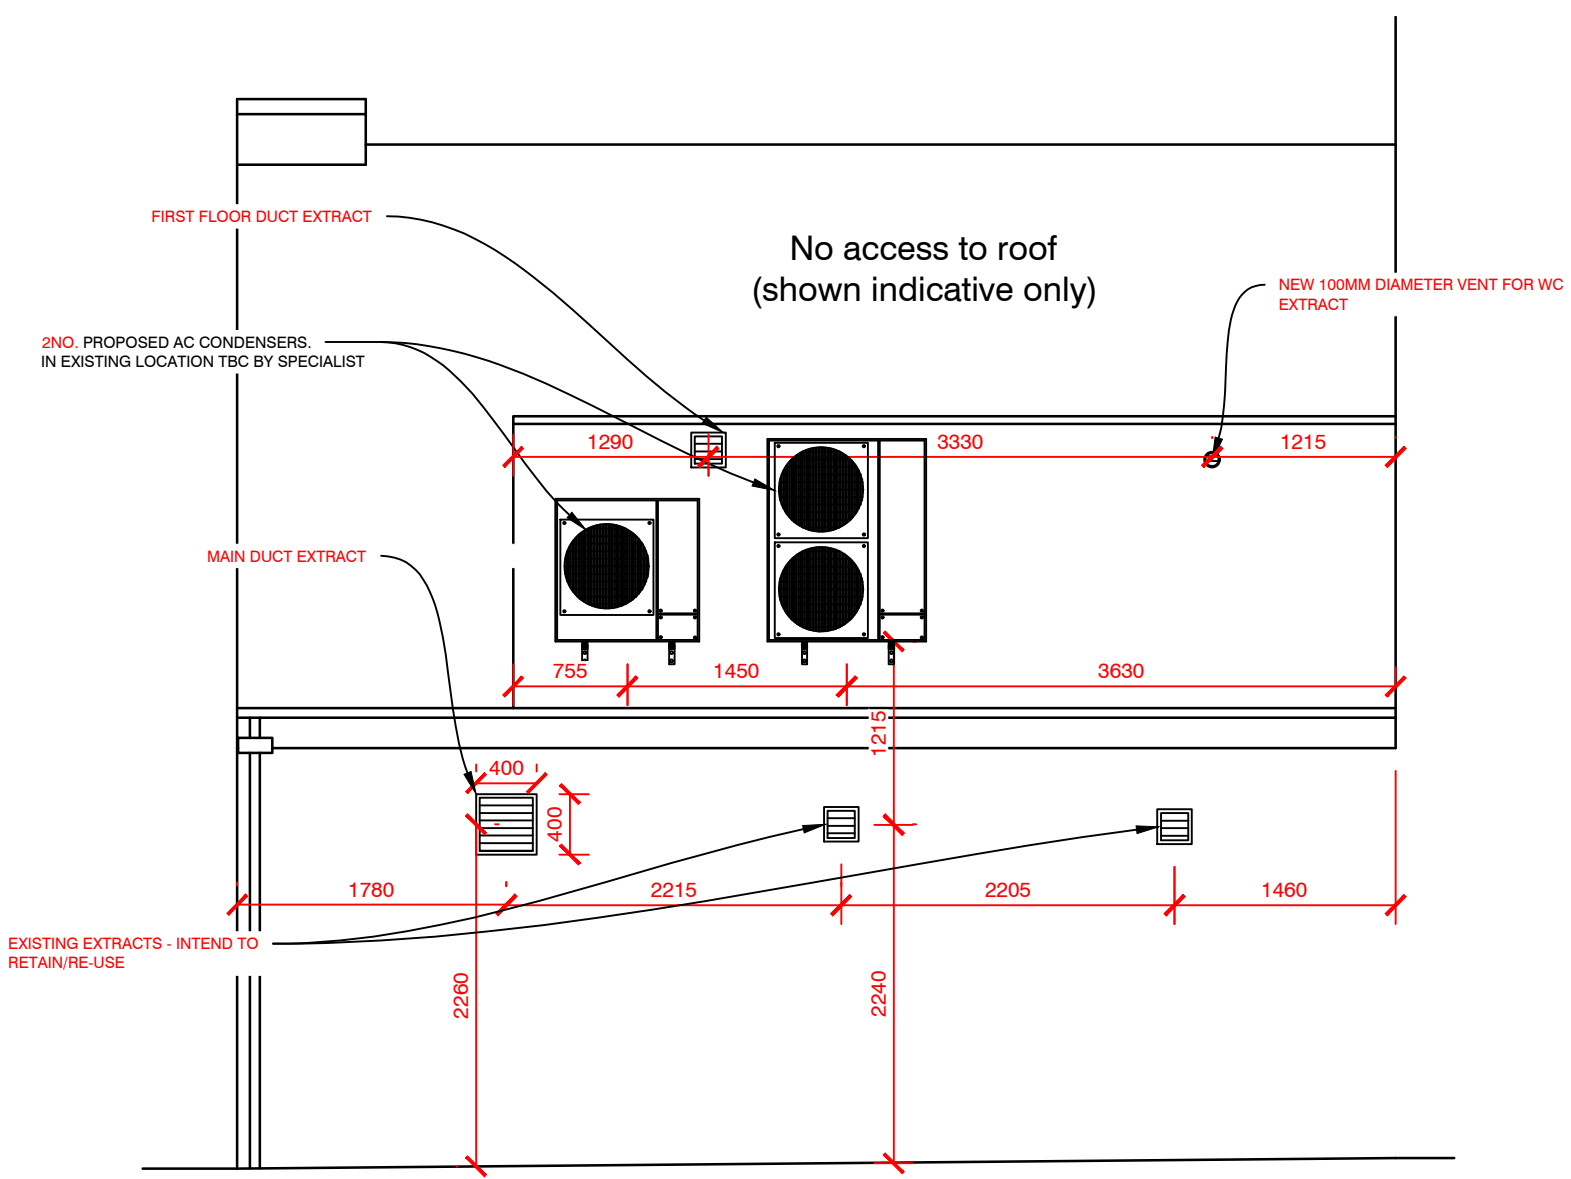 FIRST FLOOR DUCT EXTRACT
No access to roof
(shown indicative only)
NEW 100MM DIAMETER VENT FOR WC
EXTRACT
2NO. PROPOSED AC CONDENSERS.
IN EXISTING LOCATION TBC BY SPECIALIST
1290
3330
1215
MAIN DUCT EXTRACT
755
1450
3630
1215
400
400
1780
2215
2205
1460
EXISTING EXTRACTS - INTEND TO
RETAIN/RE-USE
2260
2240